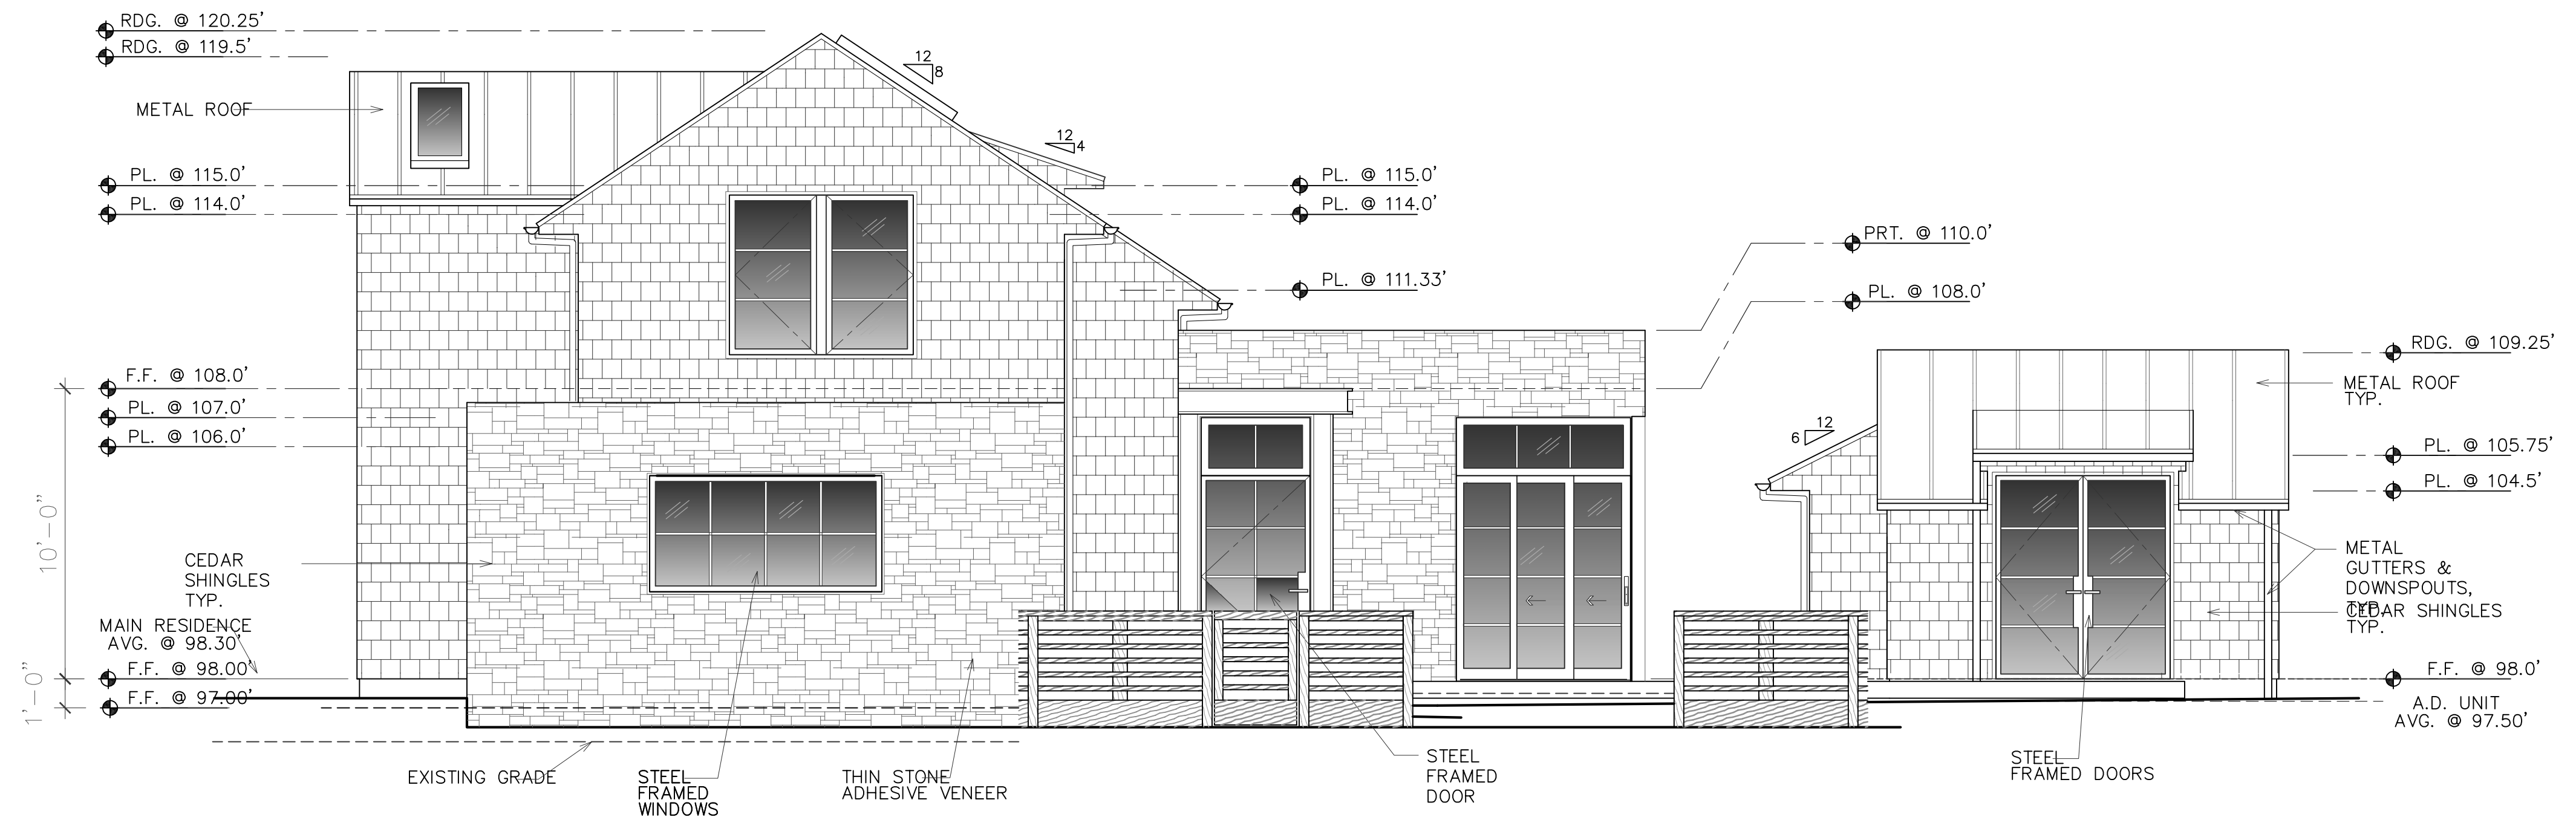 RDG. @ 120.25'
RDG. @ 119.5'
METAL ROOF
12
8
12
4
PL. @ 115.0'
PL. @ 114.0'
PL. @ 115.0'
PL. @ 114.0'
PL. @ 111.33'
PRT. @ 110.0'
PL. @ 108.0'
F.F. @ 108.0'
PL. @ 107.0'
PL. @ 106.0'
10'-0"
CEDAR
SHINGLES
TYP.
MAIN RESIDENCE
AVG. @ 98.30'
F.F. @ 98.00'
F.F. @ 97.00'
1'-0"
EXISTING GRADE
STEEL
FRAMED
WINDOWS
THIN STONE
ADHESIVE VENEER
STEEL
FRAMED
DOOR
12
6
RDG. @ 109.25'
METAL ROOF
TYP.
PL. @ 105.75'
PL. @ 104.5'
METAL
GUTTERS &
DOWNSPOUTS,
TYP.
CEDAR SHINGLES
TYP.
F.F. @ 98.0'
A.D. UNIT
AVG. @ 97.50'
STEEL
FRAMED DOORS